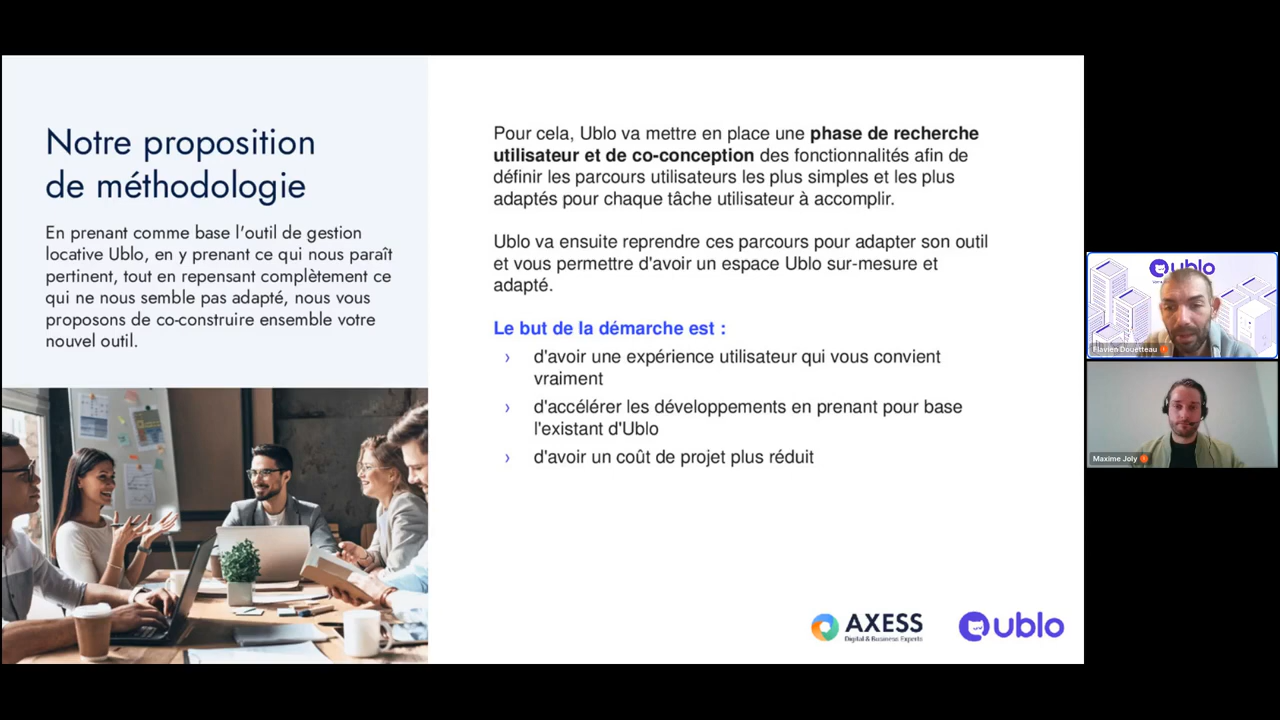 Notre proposition
de méthodologie
En prenant comme base l'outil de gestion
locative Ublo, en y prenant ce qui nous paraît
pertinent, tout en repensant complètement ce
qui ne nous semble pas adapté, nous vous
proposons de co-construire ensemble votre
nouvel outil.
Pour cela, Ublo va mettre en place une phase de recherche
utilisateur et de co-conception des fonctionnalités afin de
définir les parcours utilisateurs les plus simples et les plus
adaptés pour chaque tâche utilisateur à accomplir.
Ublo va ensuite reprendre ces parcours pour adapter son outil
et vous permettre d'avoir un espace Ublo sur-mesure et
adapté.
Le but de la démarche est :
› d'avoir une expérience utilisateur qui vous convient
vraiment
› d'accélérer les développements en prenant pour base
l'existant d'Ublo
› d'avoir un coût de projet plus réduit
AXESS
Digital & Business Experts
ublo
ublo
Flavien Douetteau
Maxime Joly